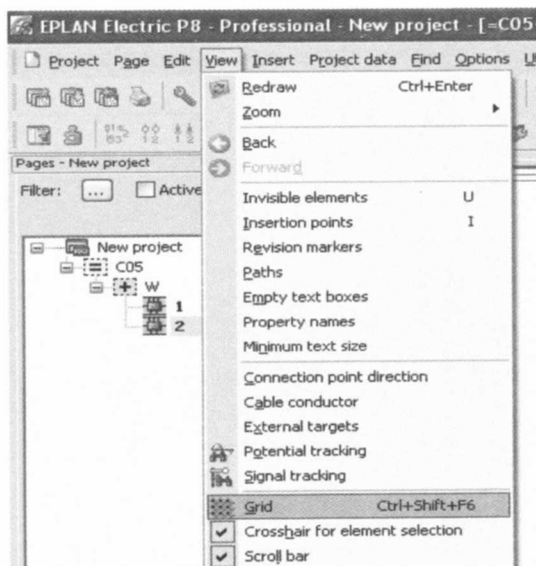 EPLAN Electric P8 - Professional - New project - [=C05
Project Page Edit View Insert Project data Find Options
Redraw Ctrl+Enter
Zoom
Back
Forward
Pages - New project
Filter: ... Active
Invisible elements U
Insertion points I
Revision markers
Paths
Empty text boxes
Property names
Minimum text size
Connection point direction
Cable conductor
External targets
Potential tracking
Signal tracking
Grid Ctrl+Shift+F6
Crosshair for element selection
Scroll bar
New project
C05
W
1
2